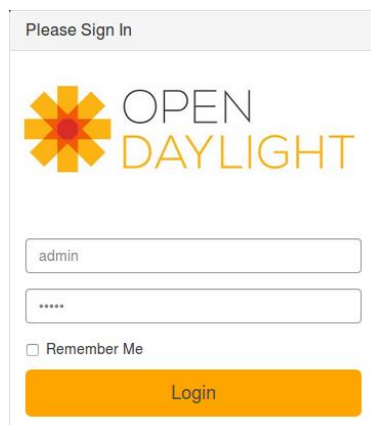 Please Sign In
OPEN
DAYLIGHT
admin
•••••
Remember Me
Login